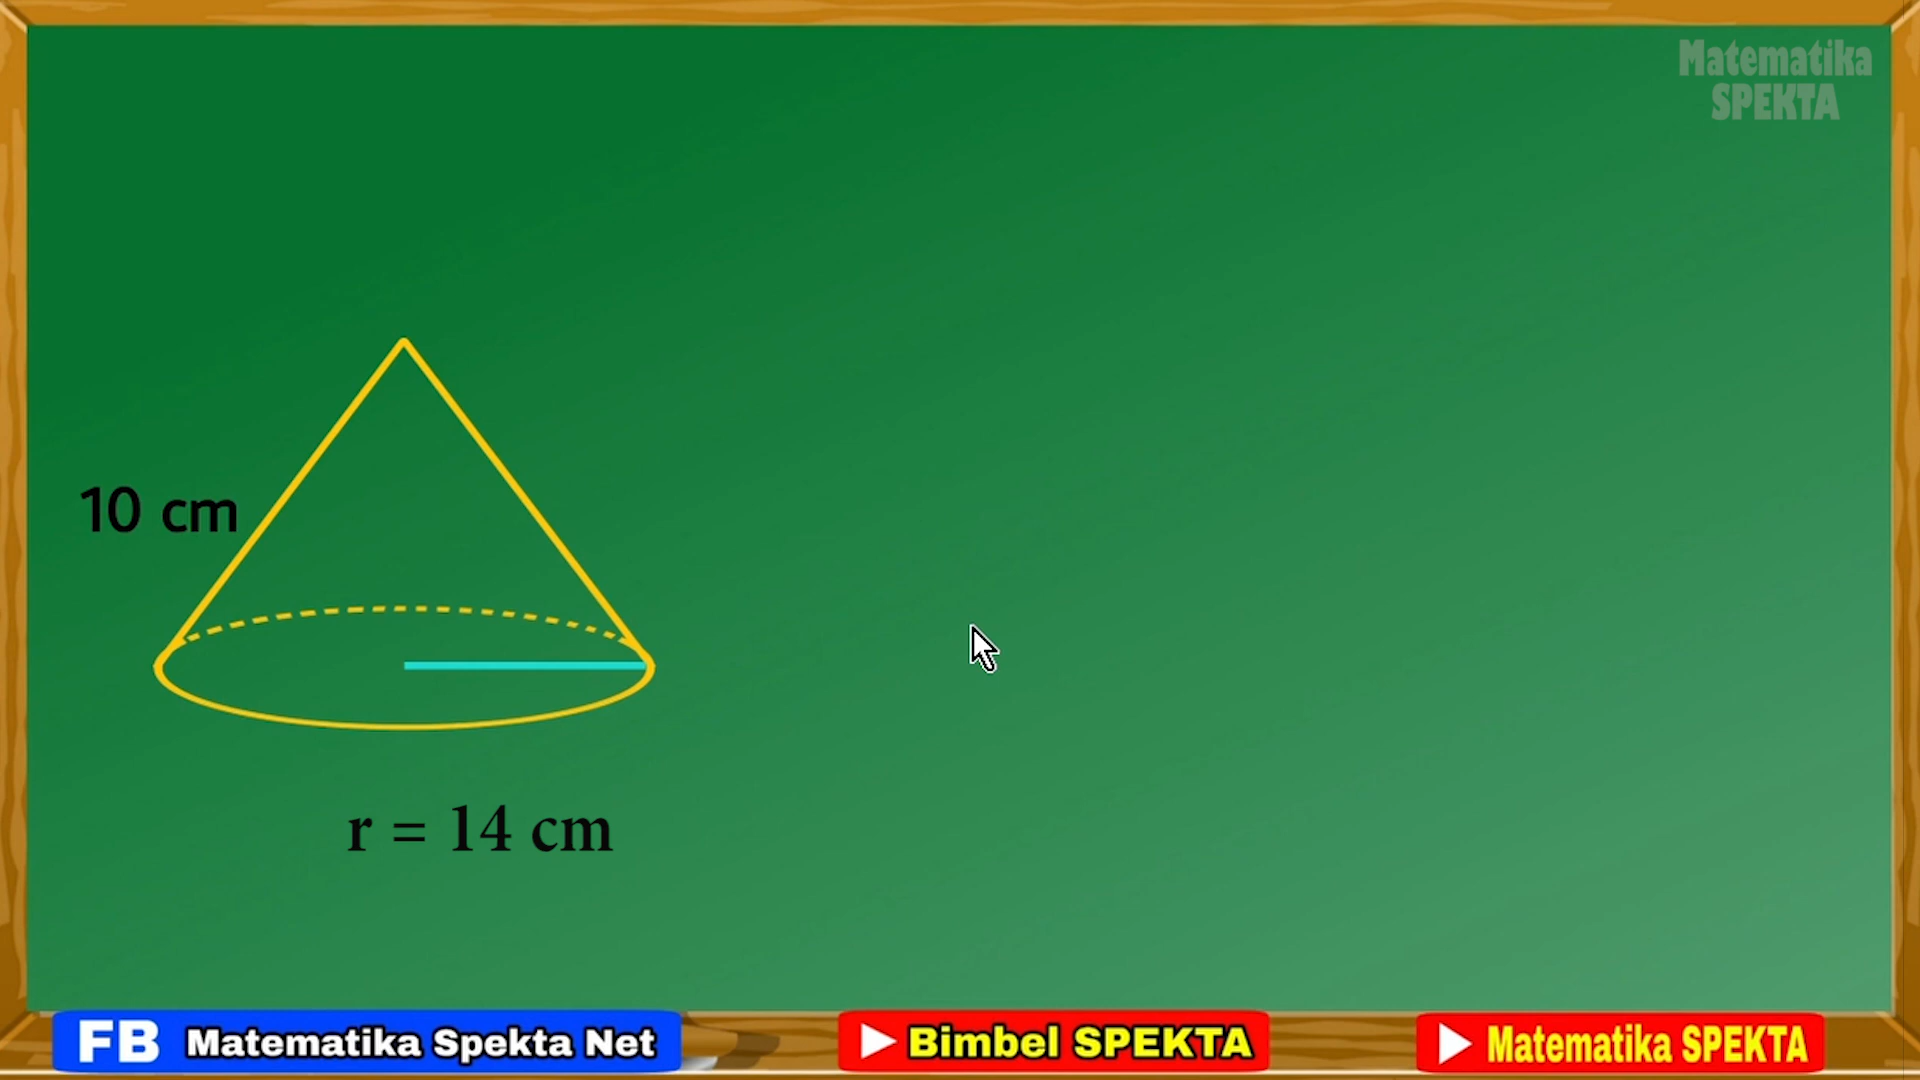 Matematika
SPEKTA
10 cm
r = 14 cm
FB Matematika Spekta Net
Bimbel SPEKTA
Matematika SPEKTA